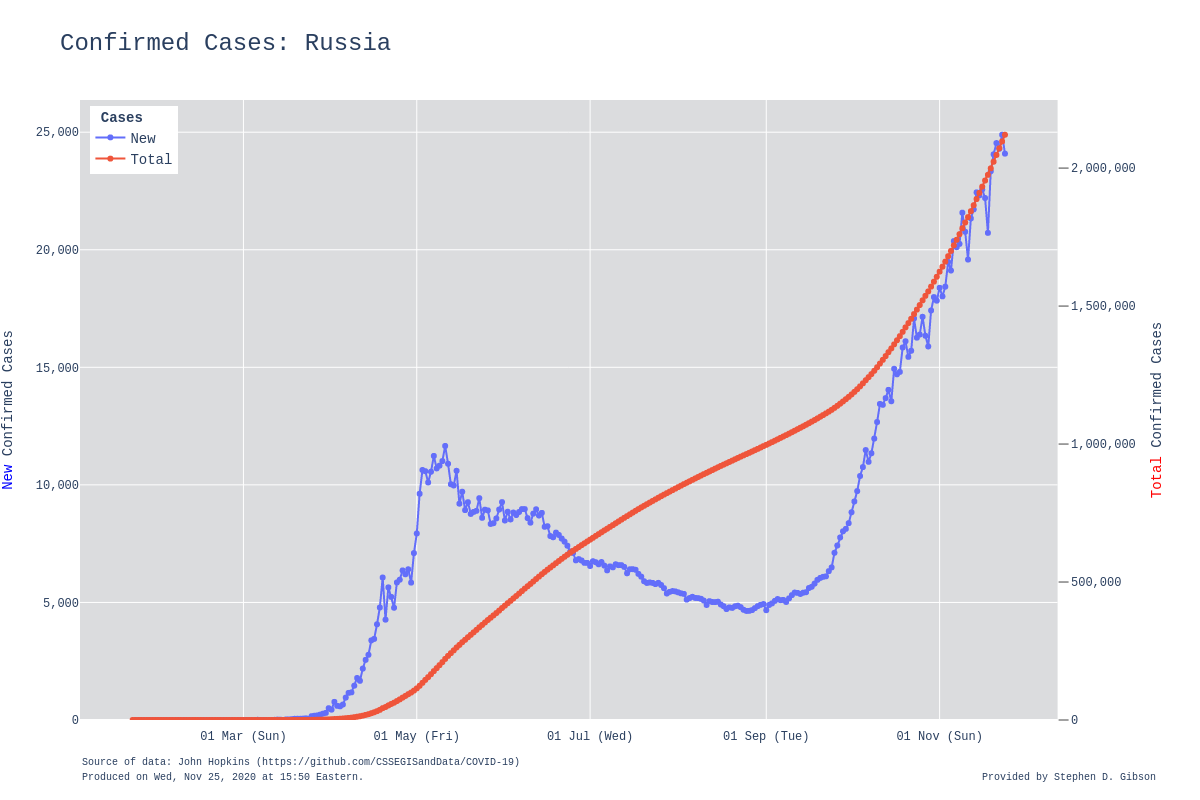 Confirmed Cases: Russia
Cases
New
Total
25,000
20,000
15,000
10,000
5,000
0
New Confirmed Cases
2,000,000
1,500,000
1,000,000
500,000
0
Total Confirmed Cases
01 Mar (Sun)
01 May (Fri)
01 Jul (Wed)
01 Sep (Tue)
01 Nov (Sun)
Source of data: John Hopkins (https://github.com/CSSEGISandData/COVID-19)
Produced on Wed, Nov 25, 2020 at 15:50 Eastern.
Provided by Stephen D. Gibson